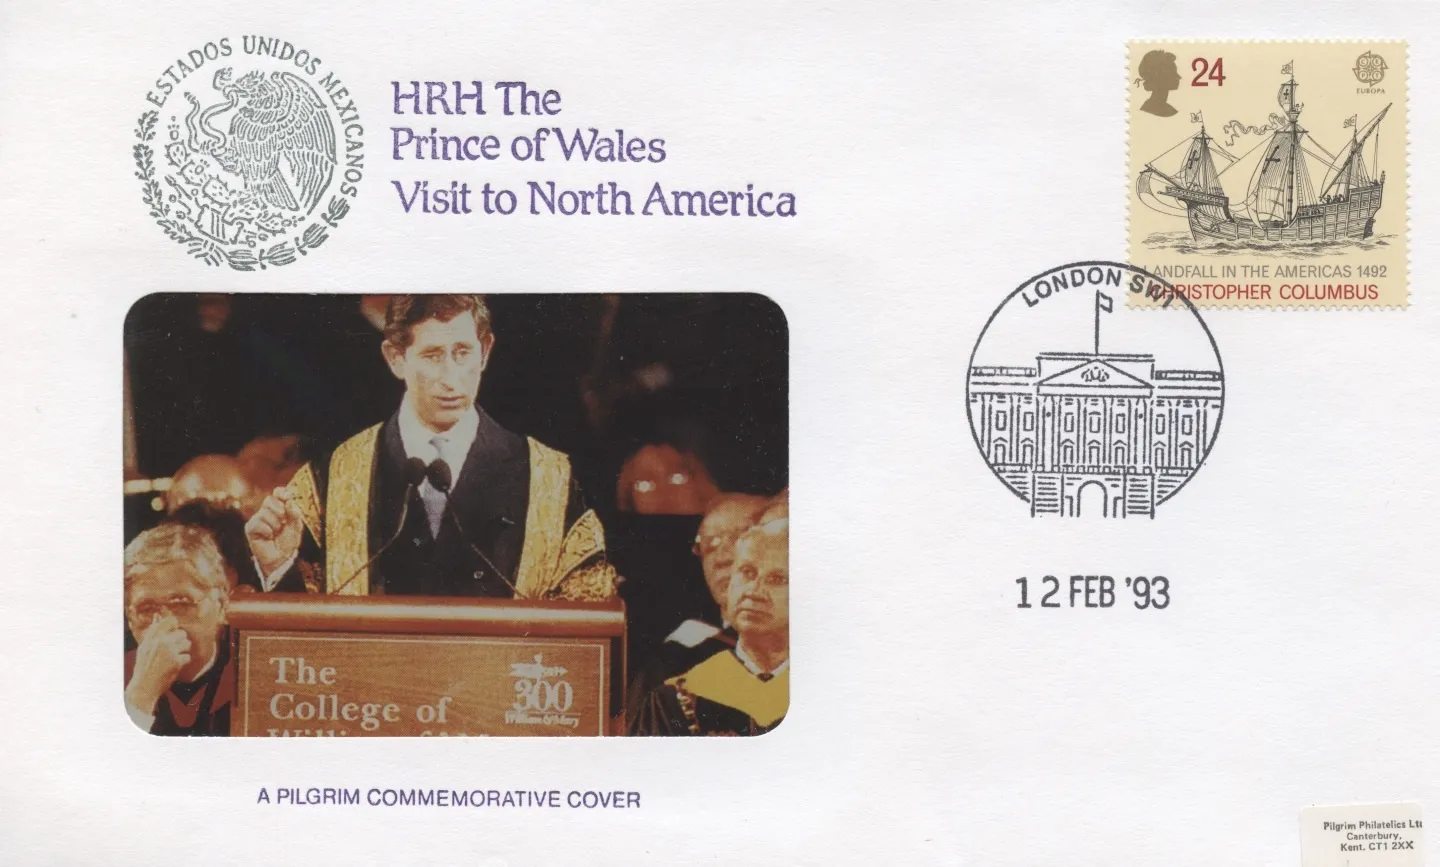 ESTADOS UNIDOS MEXICANOS
HRH The
Prince of Wales
Visit to North America
24
EUROPA
LANDFALL IN THE AMERICAS 1492
CHRISTOPHER COLUMBUS
LONDON SW1
12 FEB '93
The
College of
300
William & Mary
A PILGRIM COMMEMORATIVE COVER
Pilgrim Philatelics Lt
Canterbury,
Kent. CT1 2XX